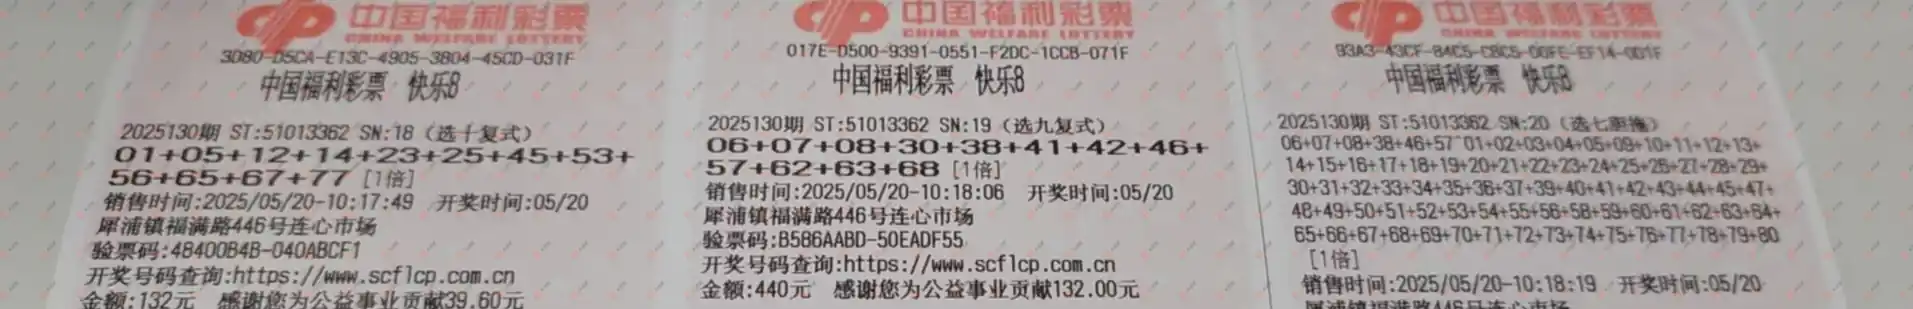 中国福利彩票
CHINA WELFARE LOTTERY
3D80-D5CA-E13C-4905-3804-45CD-031F
中国福利彩票 快乐8
2025130期 ST:51013362 SN:18（选十复式）
01+05+12+14+23+25+45+53+
56+65+67+77 [1倍]
销售时间:2025/05/20-10:17:49 开奖时间:05/20
犀浦镇福满路446号连心市场
验票码:4B400B4B-040ABCF1
开奖号码查询:https://www.scflcp.com.cn
金额:132元 感谢您为公益事业贡献39.60元
中国福利彩票
CHINA WELFARE LOTTERY
017E-D500-9391-0551-F2DC-1CCB-071F
中国福利彩票 快乐8
2025130期 ST:51013362 SN:19（选九复式）
06+07+08+30+38+41+42+46+
57+62+63+68 [1倍]
销售时间:2025/05/20-10:18:06 开奖时间:05/20
犀浦镇福满路446号连心市场
验票码:B586AABD-50EADF55
开奖号码查询:https://www.scflcp.com.cn
金额:440元 感谢您为公益事业贡献132.00元
中国福利彩票
CHINA WELFARE LOTTERY
中国福利彩票 快乐8
2025130期 ST:51013362 SN:20（选七胆拖）
06+07+08+38+46+57^01+02+03+04+05+09+10+11+12+13+
14+15+16+17+18+19+20+21+22+23+24+25+26+27+28+29+
30+31+32+33+34+35+36+37+39+40+41+42+43+44+45+47+
48+49+50+51+52+53+54+55+56+58+59+60+61+62+63+64+
65+66+67+68+69+70+71+72+73+74+75+76+77+78+79+80
[1倍]
销售时间:2025/05/20-10:18:19 开奖时间:05/20
犀浦镇福满路446号连心市场